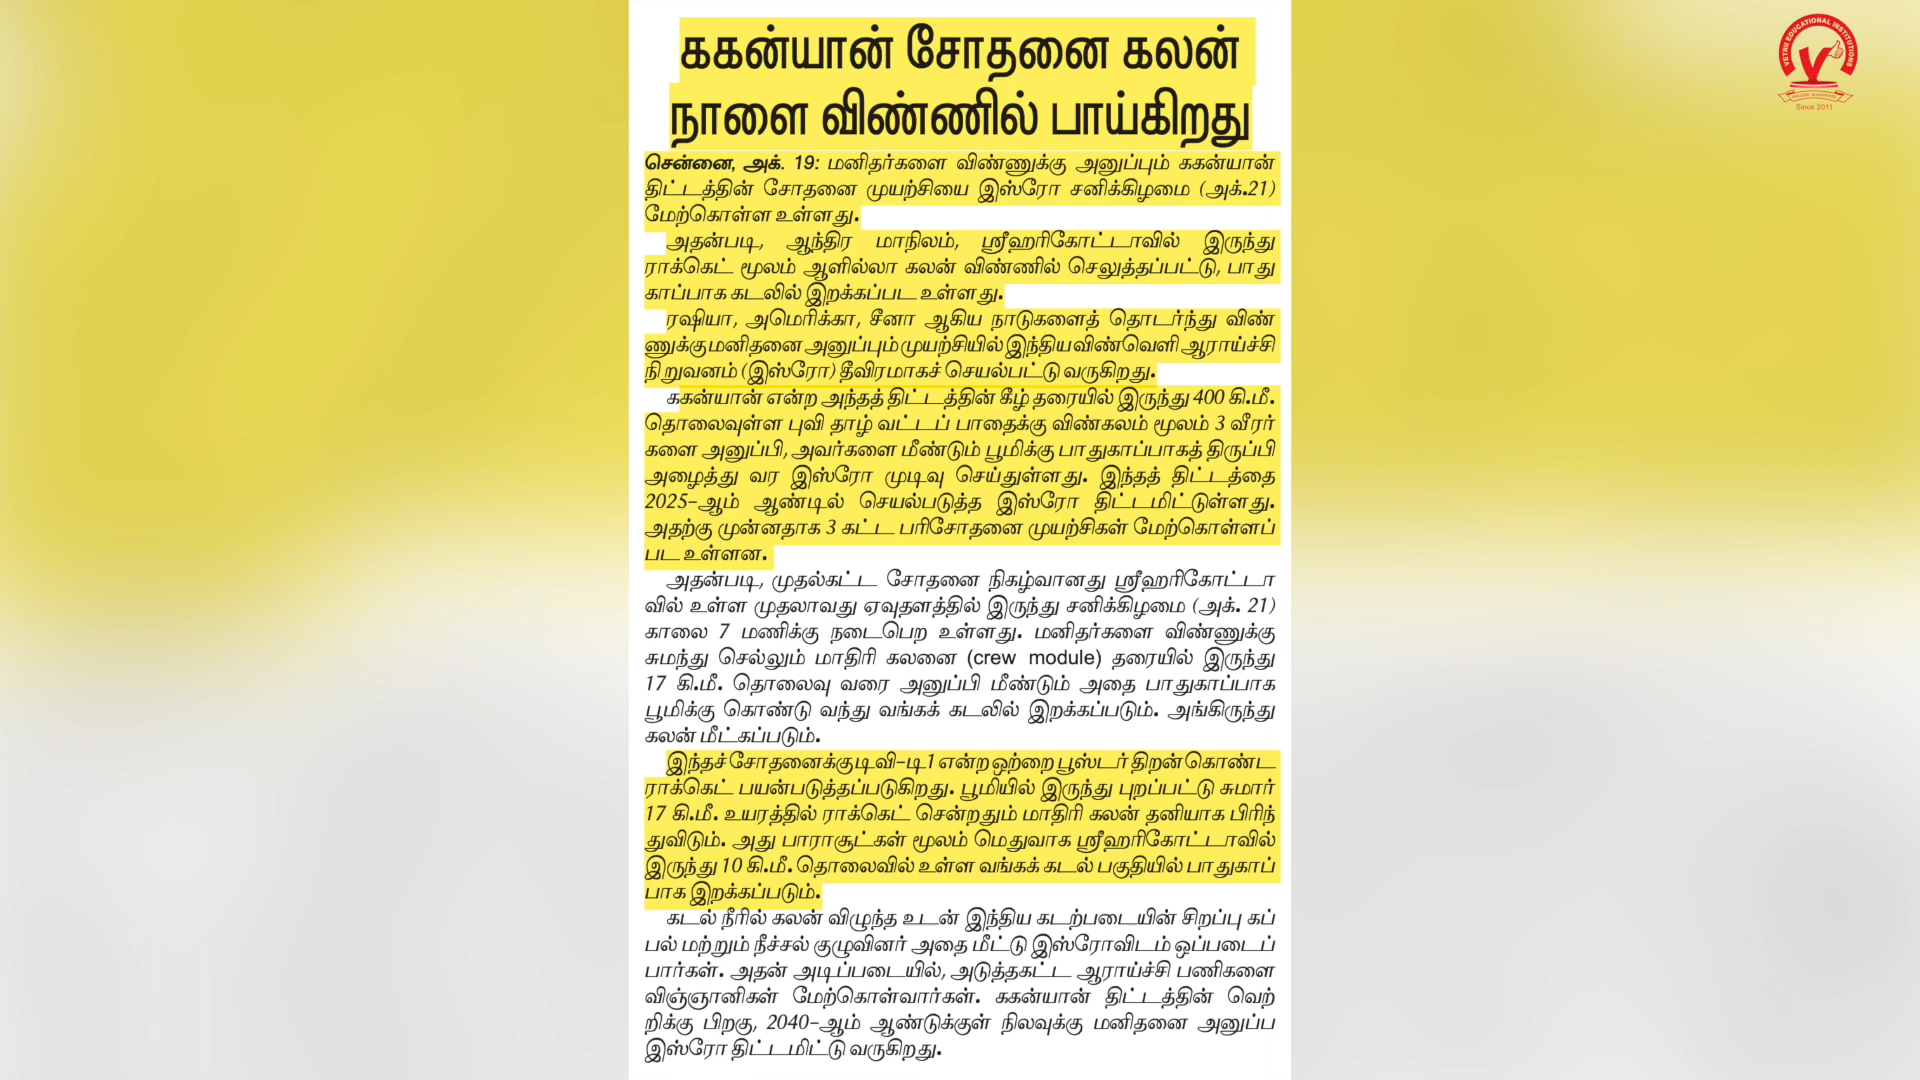 ககன்யான் சோதனை கலன்
நாளை விண்ணில் பாய்கிறது
சென்னை, அக். 19: மனிதர்களை விண்ணுக்கு அனுப்பும் ககன்யான்
திட்டத்தின் சோதனை முயற்சியை இஸ்ரோ சனிக்கிழமை (அக்.21)
மேற்கொள்ள உள்ளது.
அதன்படி, ஆந்திர மாநிலம், ஸ்ரீஹரிகோட்டாவில் இருந்து
ராக்கெட் மூலம் ஆளில்லா கலன் விண்ணில் செலுத்தப்பட்டு, பாது
காப்பாக கடலில் இறக்கப்பட உள்ளது.
ரஷியா, அமெரிக்கா, சீனா ஆகிய நாடுகளைத் தொடர்ந்து விண்
ணுக்கு மனிதனை அனுப்பும் முயற்சியில் இந்திய விண்வெளி ஆராய்ச்சி
நிறுவனம் (இஸ்ரோ) தீவிரமாகச் செயல்பட்டு வருகிறது.
ககன்யான் என்ற அந்தத் திட்டத்தின் கீழ் தரையில் இருந்து 400 கி.மீ.
தொலைவுள்ள புவி தாழ் வட்டப் பாதைக்கு விண்கலம் மூலம் 3 வீரர்
களை அனுப்பி, அவர்களை மீண்டும் பூமிக்கு பாதுகாப்பாகத் திருப்பி
அழைத்து வர இஸ்ரோ முடிவு செய்துள்ளது. இந்தத் திட்டத்தை
2025-ஆம் ஆண்டில் செயல்படுத்த இஸ்ரோ திட்டமிட்டுள்ளது.
அதற்கு முன்னதாக 3 கட்ட பரிசோதனை முயற்சிகள் மேற்கொள்ளப்
பட உள்ளன.
அதன்படி, முதல்கட்ட சோதனை நிகழ்வானது ஸ்ரீஹரிகோட்டா
வில் உள்ள முதலாவது ஏவுதளத்தில் இருந்து சனிக்கிழமை (அக். 21)
காலை 7 மணிக்கு நடைபெற உள்ளது. மனிதர்களை விண்ணுக்கு
சுமந்து செல்லும் மாதிரி கலனை (crew module) தரையில் இருந்து
17 கி.மீ. தொலைவு வரை அனுப்பி மீண்டும் அதை பாதுகாப்பாக
பூமிக்கு கொண்டு வந்து வங்கக் கடலில் இறக்கப்படும். அங்கிருந்து
கலன் மீட்கப்படும்.
இந்தச் சோதனைக்கு டிவி-டி1 என்ற ஒற்றை பூஸ்டர் திறன் கொண்ட
ராக்கெட் பயன்படுத்தப்படுகிறது. பூமியில் இருந்து புறப்பட்டு சுமார்
17 கி.மீ. உயரத்தில் ராக்கெட் சென்றதும் மாதிரி கலன் தனியாக பிரிந்
துவிடும். அது பாராசூட்கள் மூலம் மெதுவாக ஸ்ரீஹரிகோட்டாவில்
இருந்து 10 கி.மீ. தொலைவில் உள்ள வங்கக் கடல் பகுதியில் பாதுகாப்
பாக இறக்கப்படும்.
கடல் நீரில் கலன் விழுந்த உடன் இந்திய கடற்படையின் சிறப்பு கப்
பல் மற்றும் நீச்சல் குழுவினர் அதை மீட்டு இஸ்ரோவிடம் ஒப்படைப்
பார்கள். அதன் அடிப்படையில், அடுத்தகட்ட ஆராய்ச்சி பணிகளை
விஞ்ஞானிகள் மேற்கொள்வார்கள். ககன்யான் திட்டத்தின் வெற்
றிக்கு பிறகு, 2040-ஆம் ஆண்டுக்குள் நிலவுக்கு மனிதனை அனுப்ப
இஸ்ரோ திட்டமிட்டு வருகிறது.
VETRII EDUCATIONAL INSTITUTIONS
Since 2011